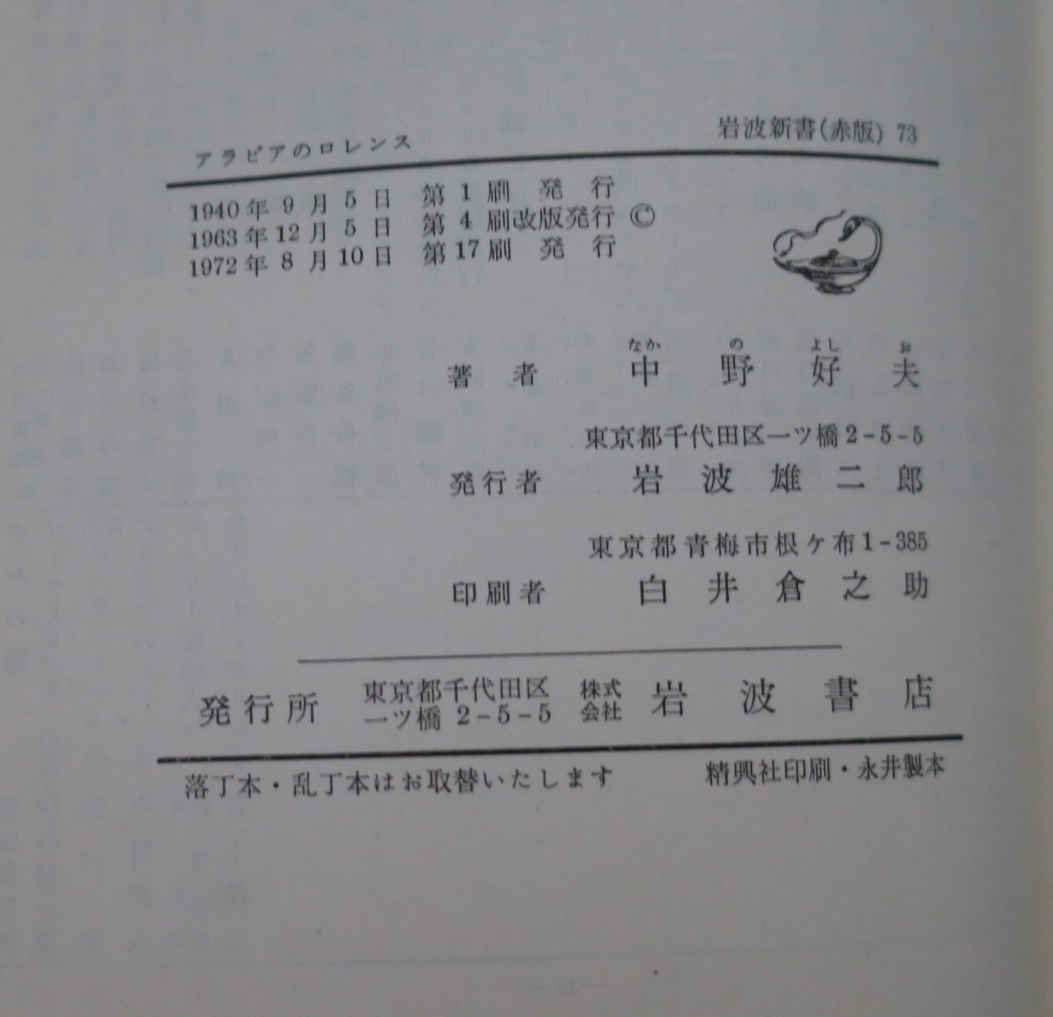 アラビアのロレンス 岩波新書(赤版) 73
1940年9月5日 第1刷 発行
1963年12月5日 第4刷改版発行 ©
1972年8月10日 第17刷 発行
なか の よし お
著者 中野好夫
東京都千代田区一ツ橋2-5-5
発行者 岩波雄二郎
東京都青梅市根ヶ布1-385
印刷者 白井倉之助
発行所 東京都千代田区 株式 岩波書店
一ツ橋 2-5-5 会社
落丁本・乱丁本はお取替いたします 精興社印刷・永井製本